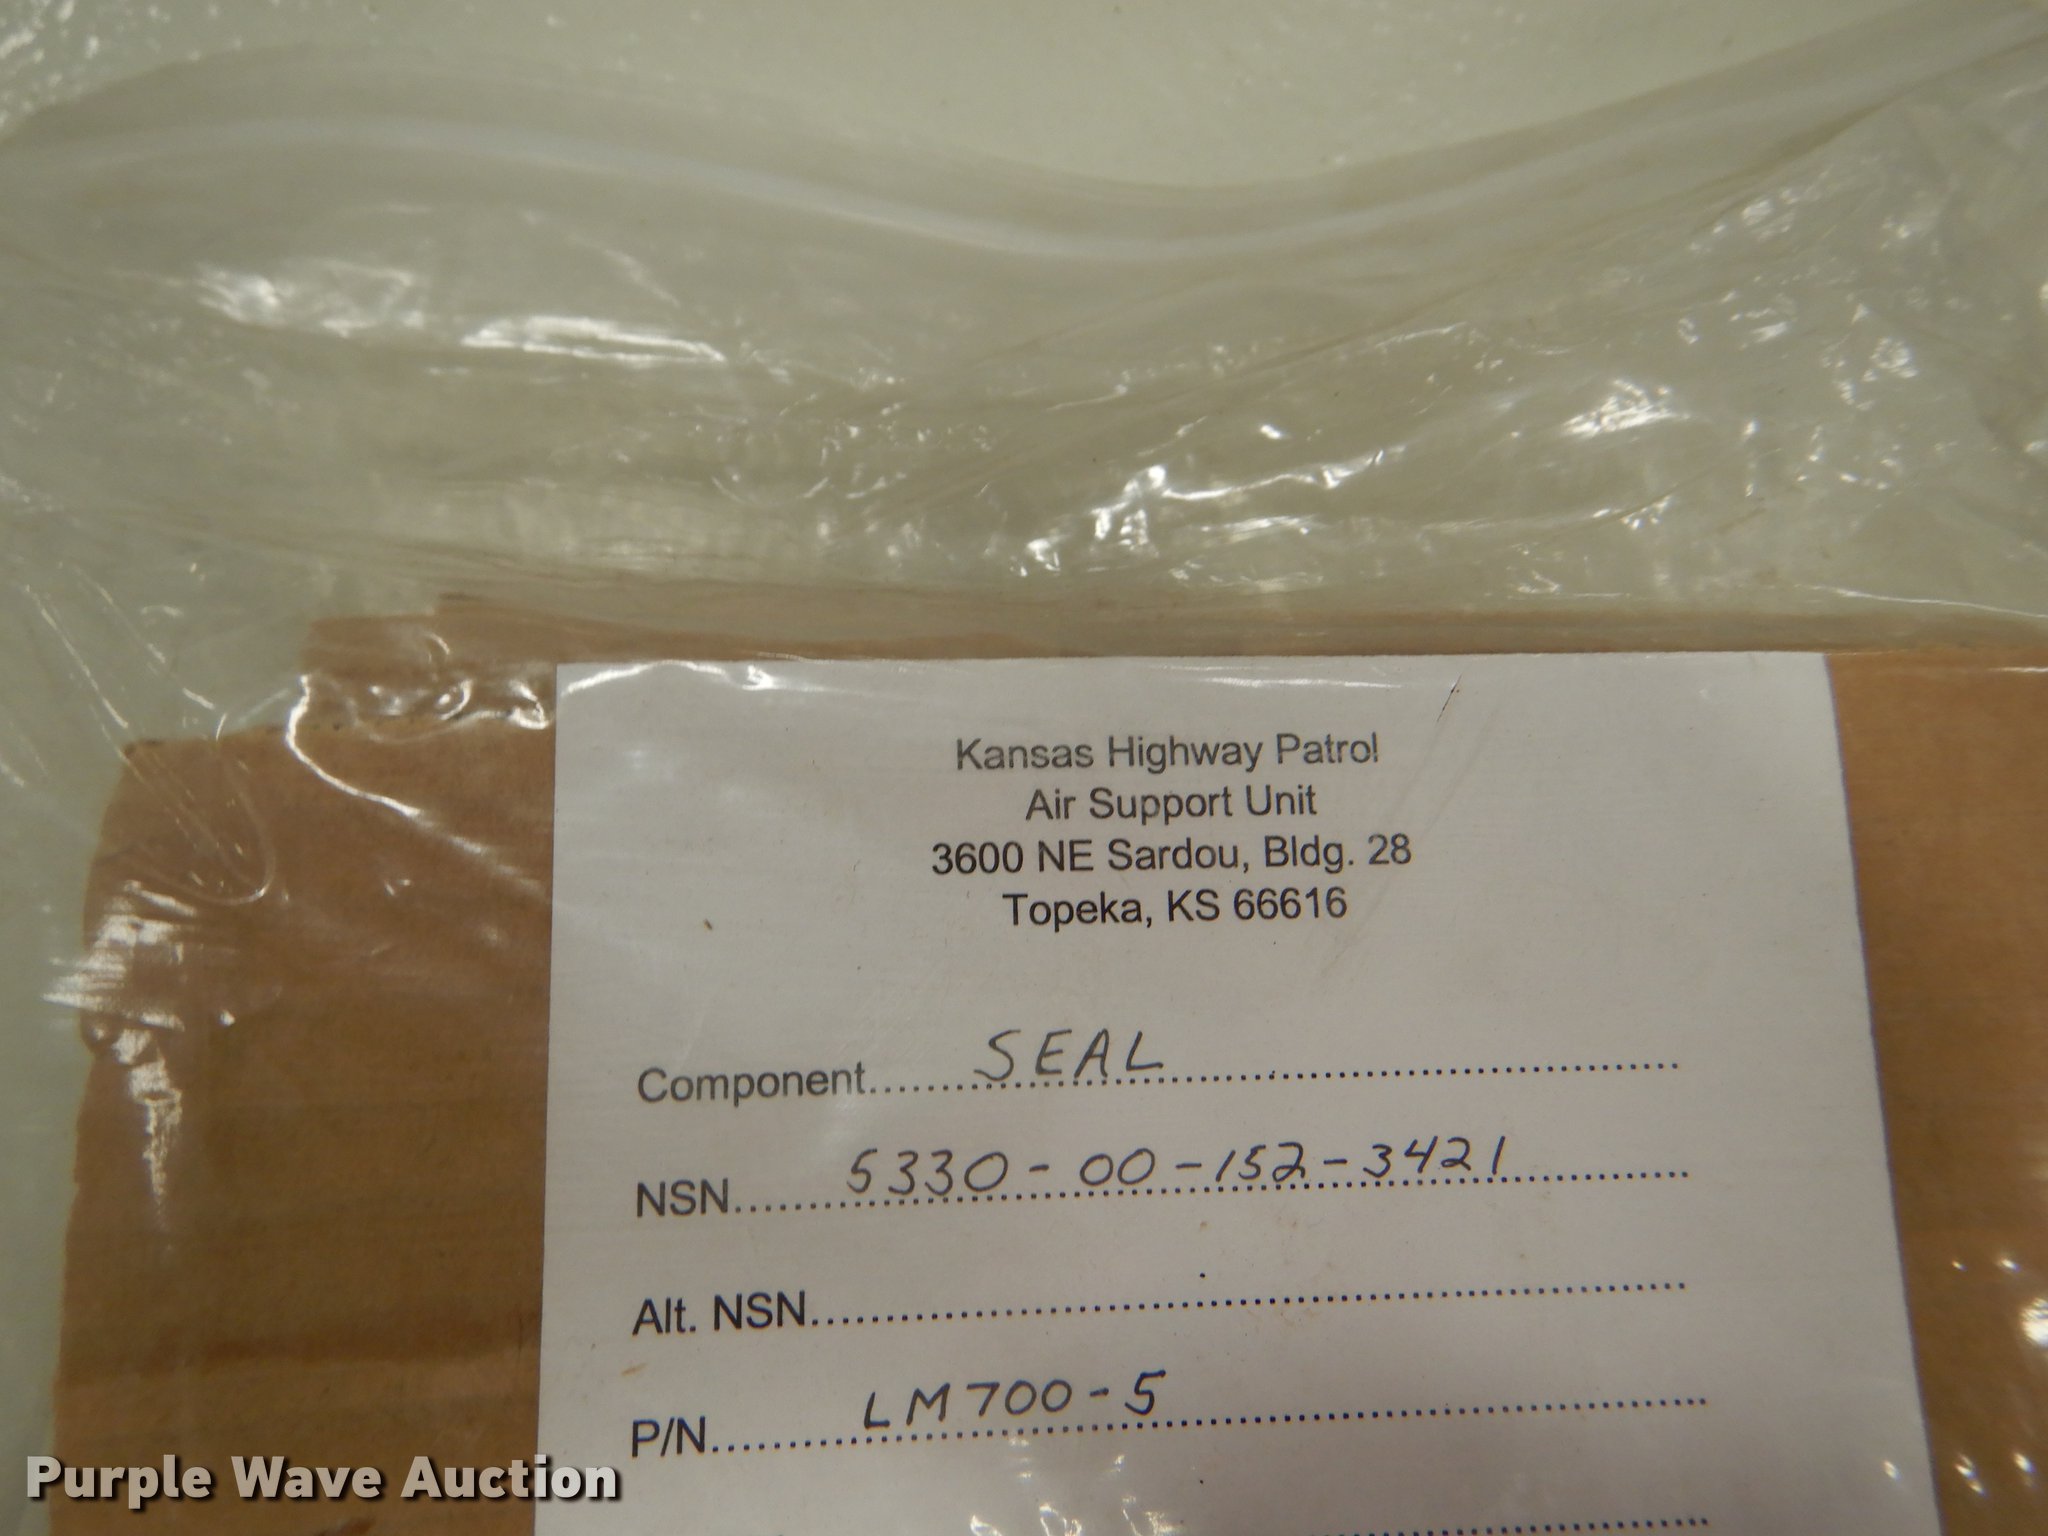 Kansas Highway Patrol
Air Support Unit
3600 NE Sardou, Bldg. 28
Topeka, KS 66616
Component..........SEAL..........
NSN..........5330-00-152-3421..........
Alt. NSN..........
P/N..........LM700-5..........
Purple Wave Auction